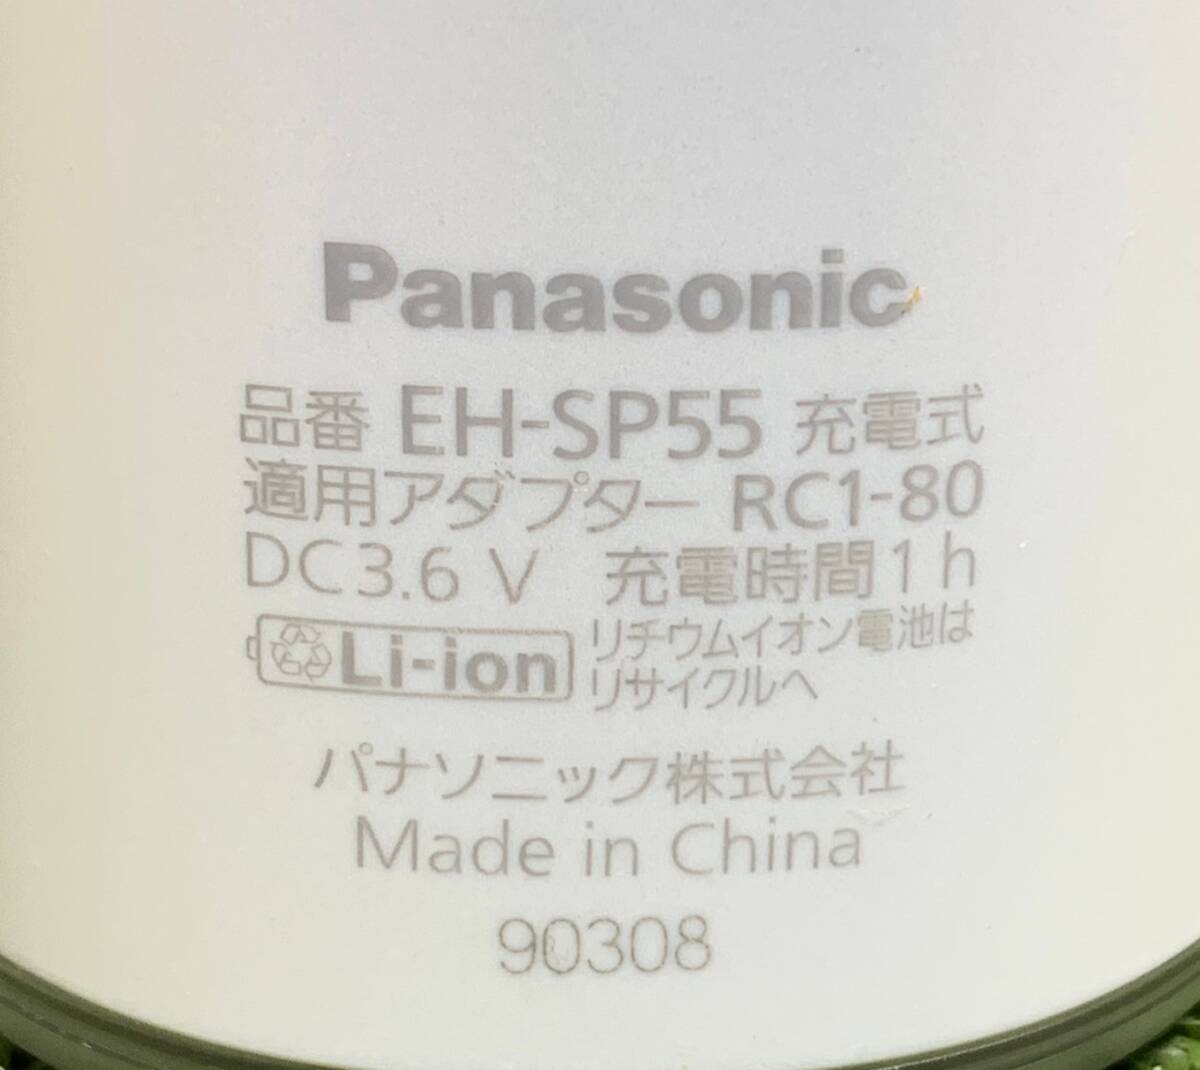 Panasonic
品番 EH-SP55 充電式
適用アダプター RC1-80
DC3.6 V 充電時間1 h
Li-ion リチウムイオン電池は
リサイクルへ
パナソニック株式会社
Made in China
90308